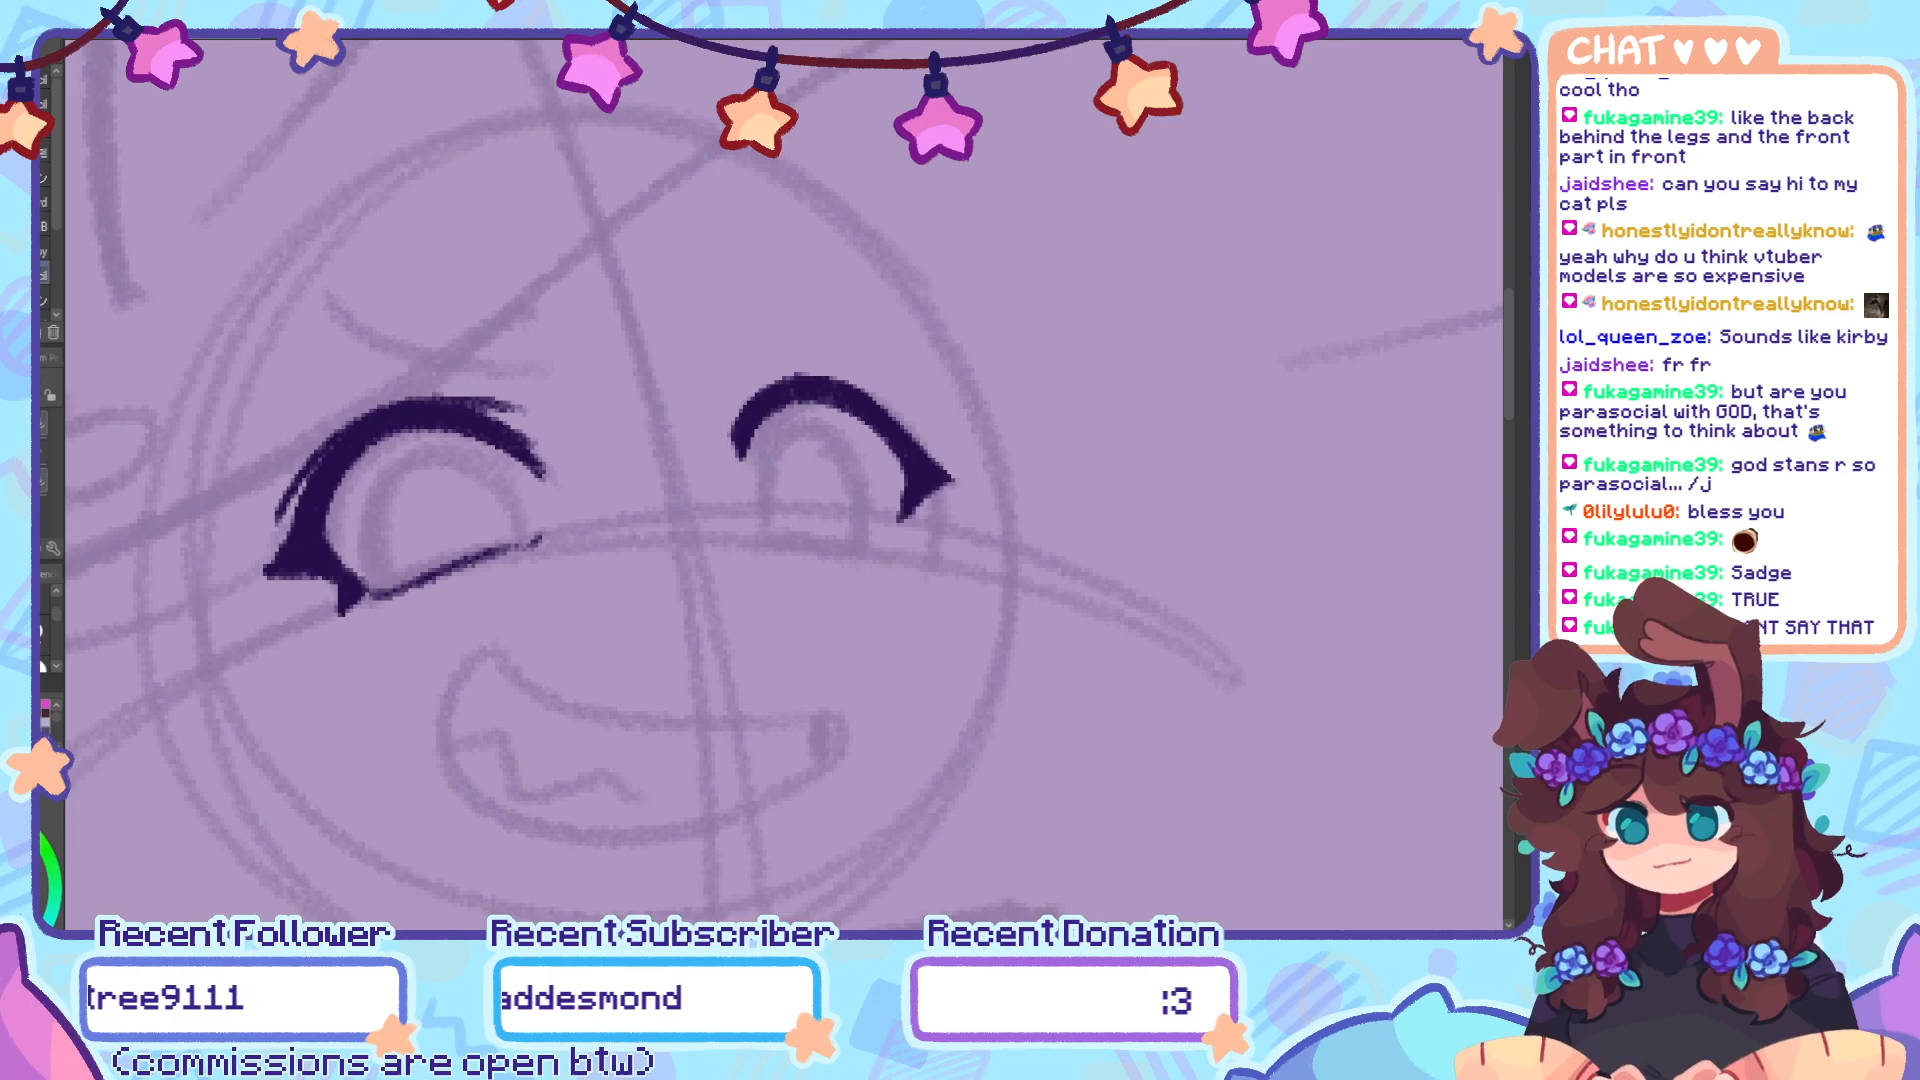 CHAT
cool tho
fukagamine39: like the back
behind the legs and the front
part in front
jaidshee: can you say hi to my
cat pls
honestlyidontreallyknow:
yeah why do u think vtuber
models are so expensive
honestlyidontreallyknow:
lol_queen_zoe: Sounds like kirby
jaidshee: fr fr
fukagamine39: but are you
parasocial with GOD, that's
something to think about
fukagamine39: god stans r so
parasocial... /j
0lilylulu0: bless you
fukagamine39:
fukagamine39: Sadge
TRUE
SAY THAT
Recent Follower
Recent Subscriber
Recent Donation
tree9111
addesmond
:3
(commissions are open btw)